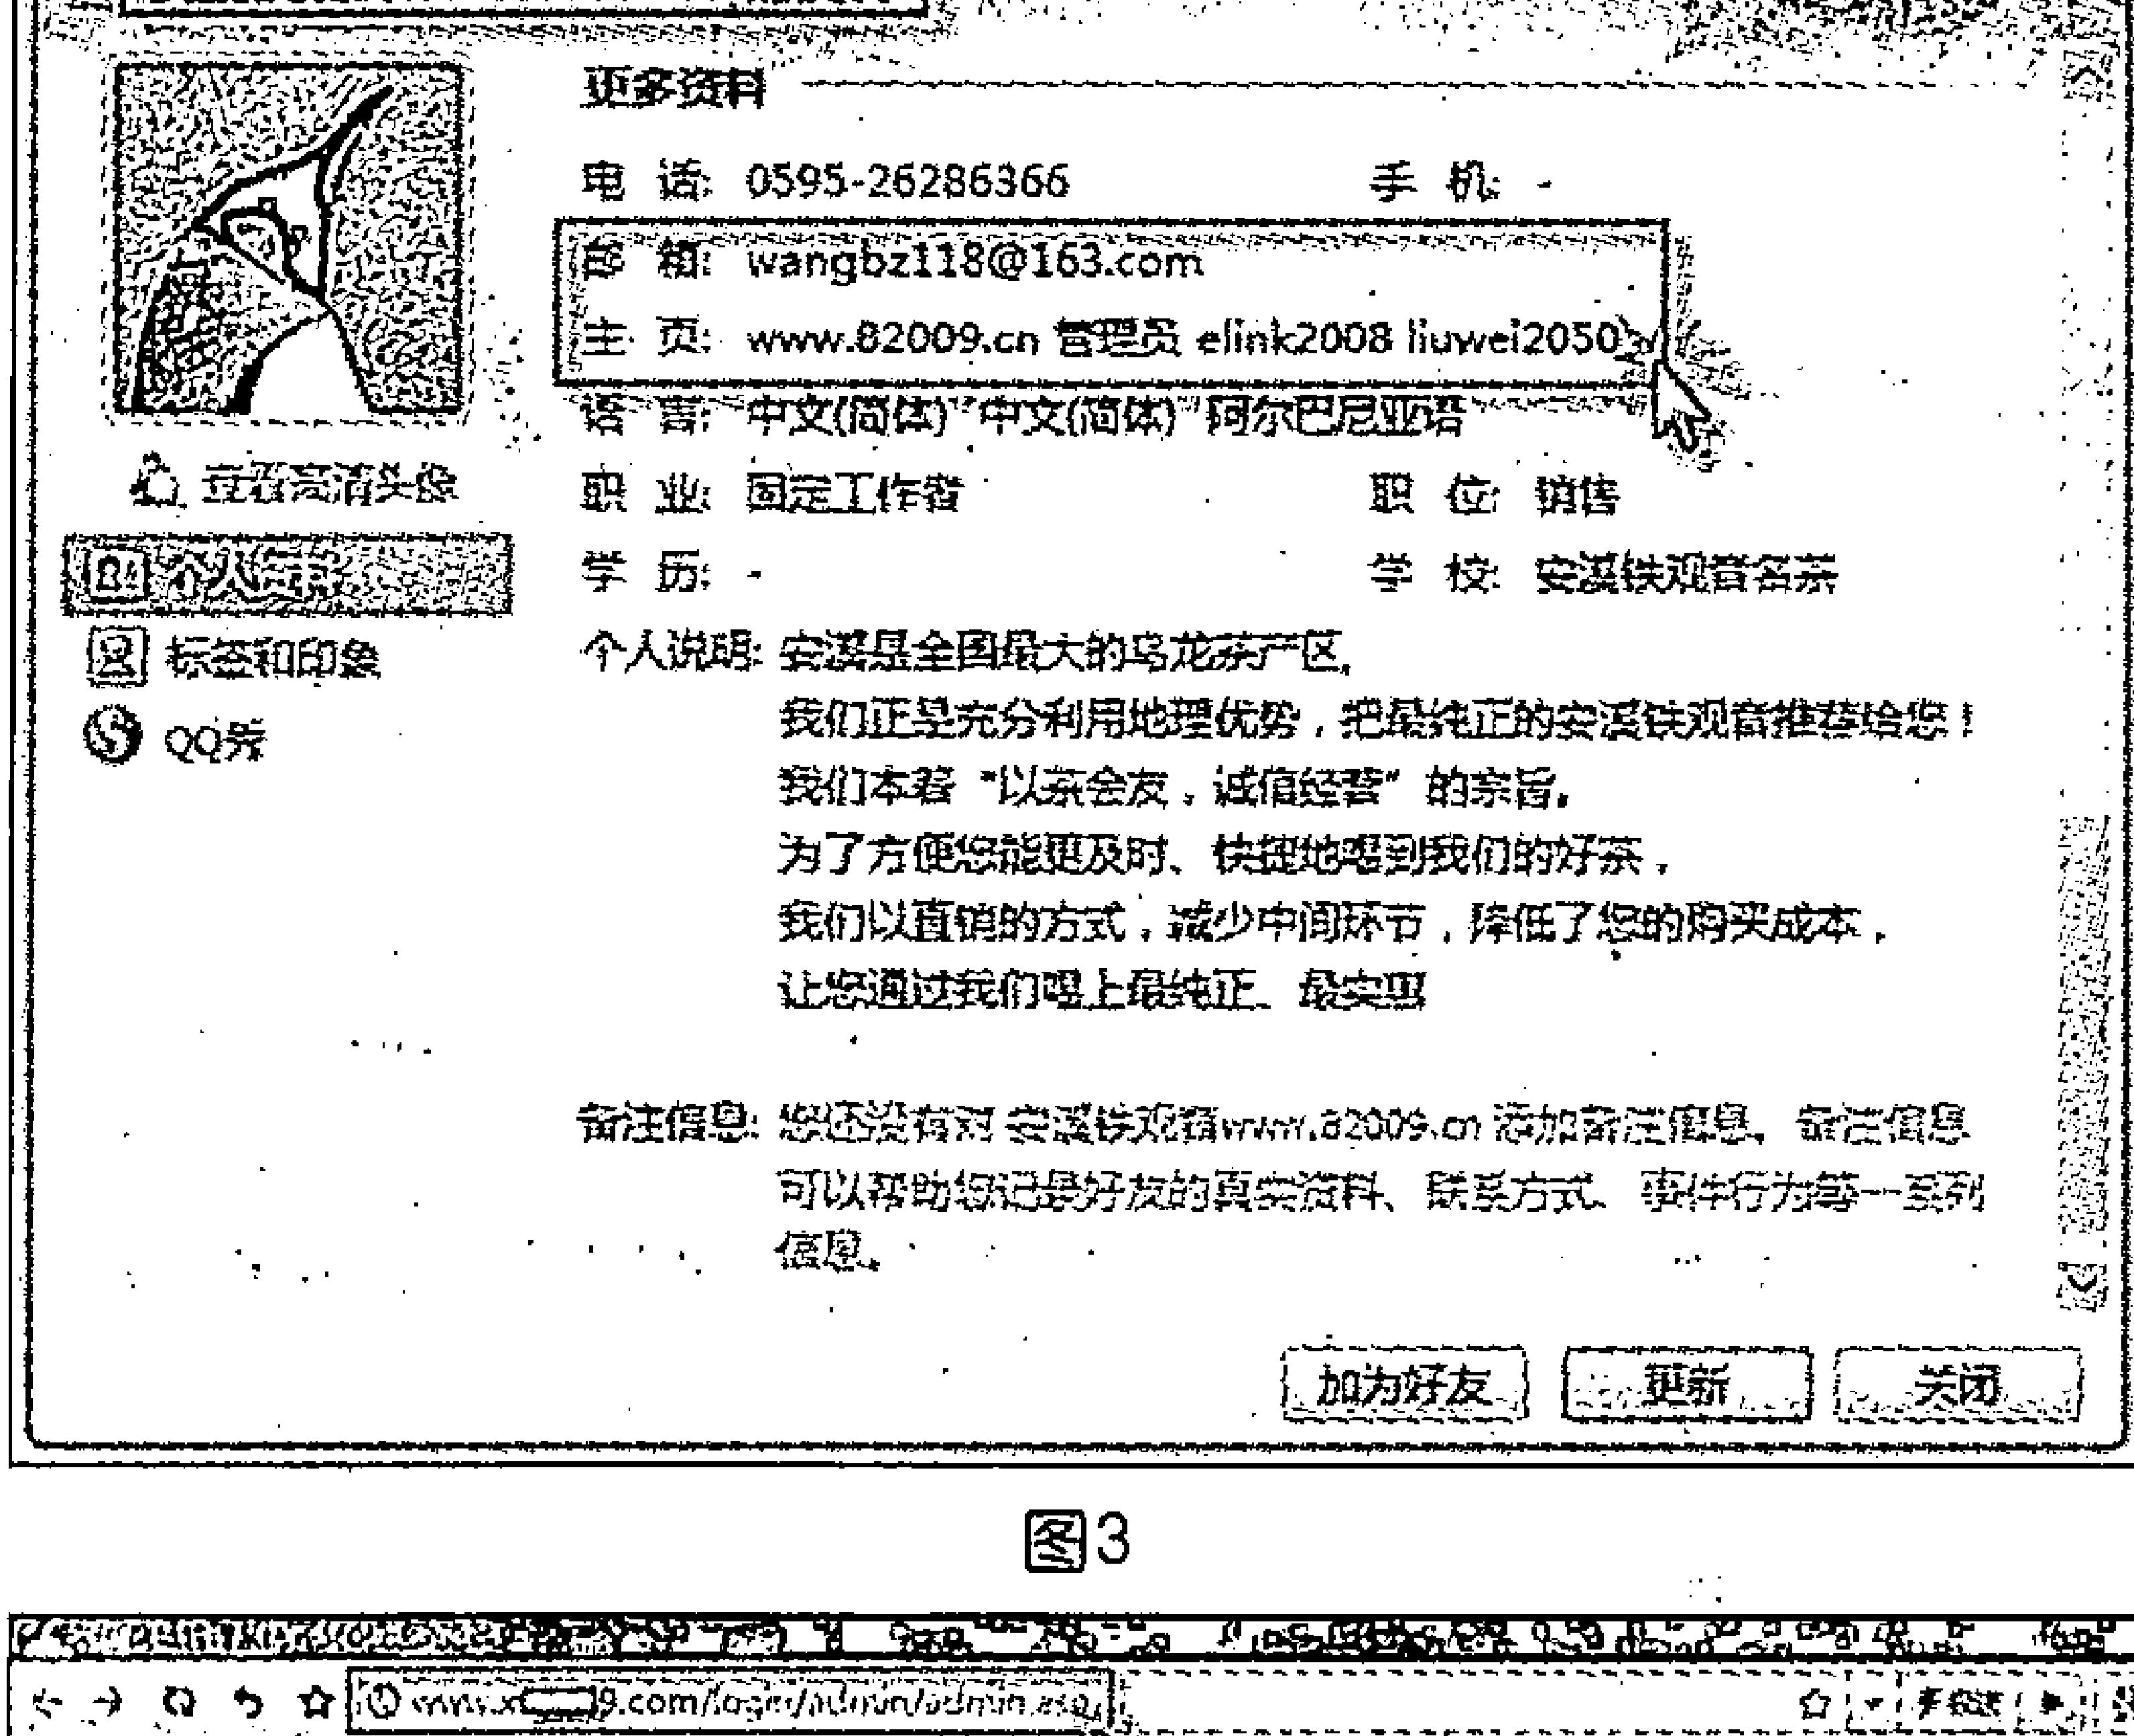 更多资料
电 话: 0595-26286366 手 机: -
邮 箱: wangbz118@163.com
主 页: www.82009.cn 管理员 elink2008 liuwei2050
语 言: 中文(简体) 中文(简体) 阿尔巴尼亚语
查看高清头像
职 业: 固定工作者 职 位: 销售
个人资料
学 历: - 学 校: 安溪铁观音名茶
标签和印象
个人说明: 安溪是全国最大的乌龙茶产区,
QQ秀
我们正是充分利用地理优势,把最纯正的安溪铁观音推荐给您!
我们本着“以茶会友,诚信经营”的宗旨,
为了方便您能更及时、快捷地喝到我们的好茶,
我们以直销的方式,减少中间环节,降低了您的购买成本,
让您通过我们喝上最纯正、最实惠
备注信息: 您还没有对 安溪铁观音www.82009.cn 添加备注信息。备注信息
可以帮助您记录好友的真实资料、联系方式、事件行为等一系列
信息。
加为好友 更新 关闭
图3